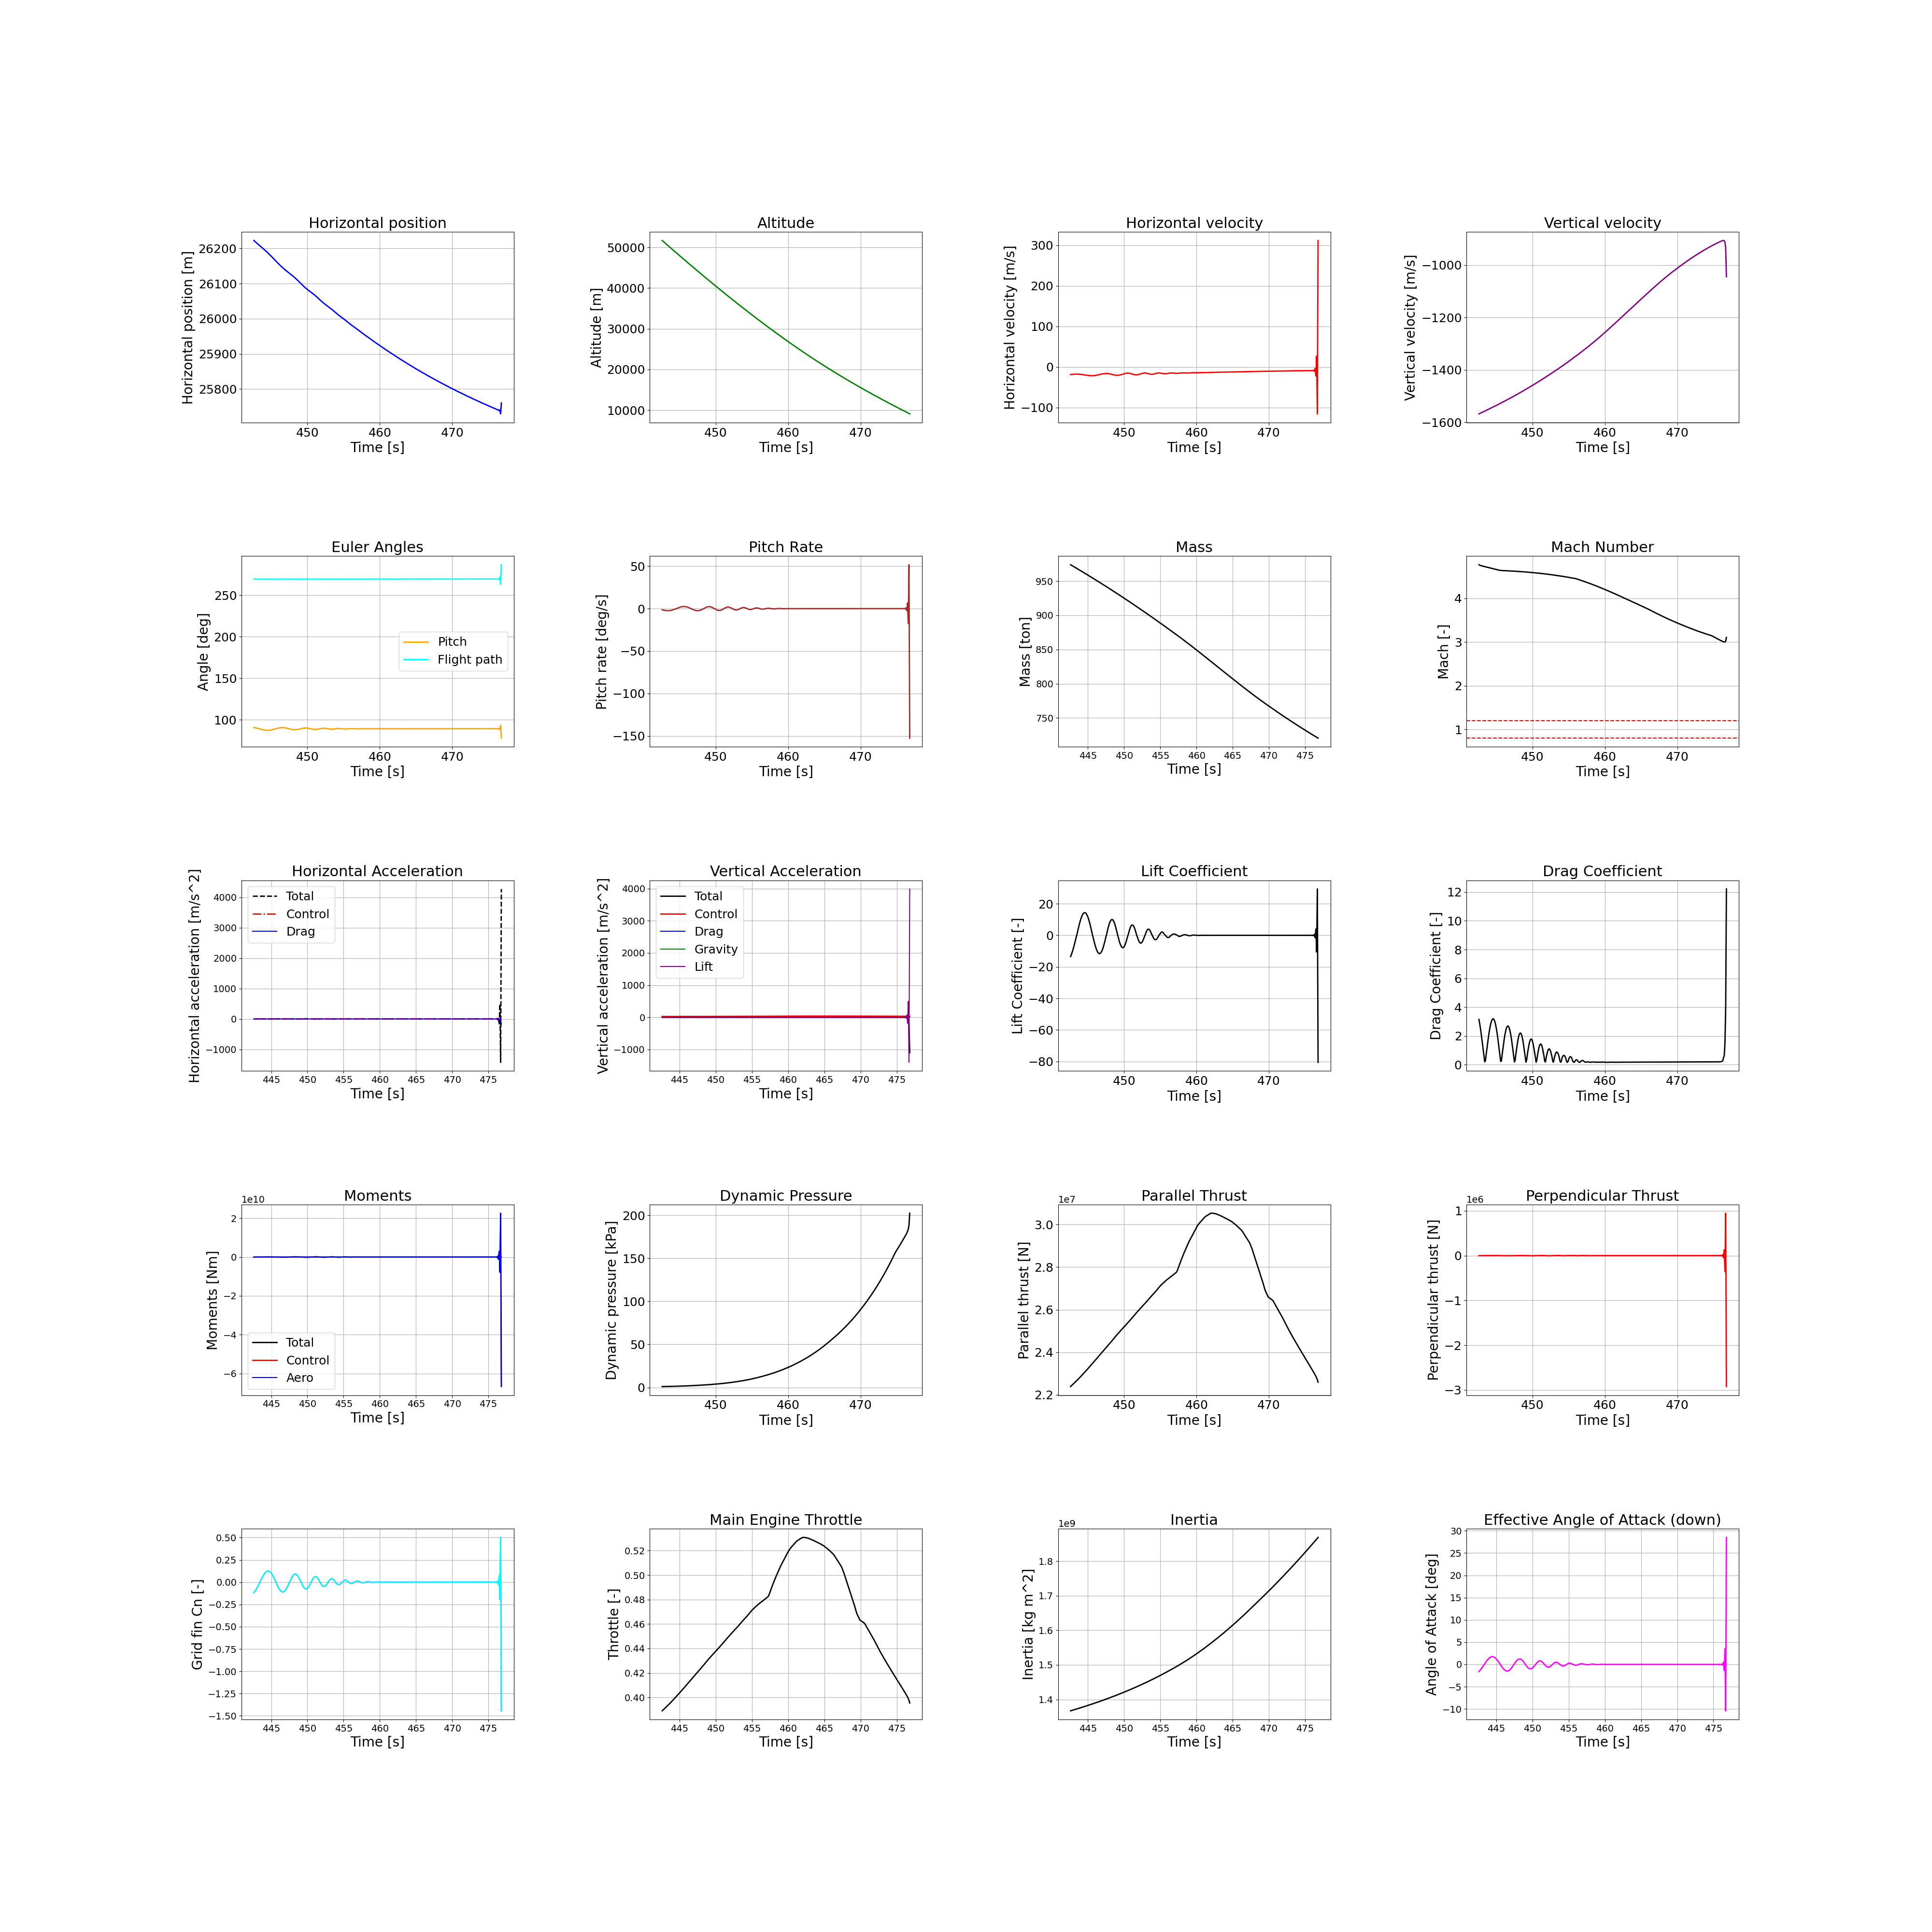 Horizontal position
Horizontal position [m]
26200
26100
26000
25900
25800
450 460 470
Time [s]
Altitude
Altitude [m]
50000
40000
30000
20000
10000
450 460 470
Time [s]
Horizontal velocity
Horizontal velocity [m/s]
300
200
100
0
−100
450 460 470
Time [s]
Vertical velocity
Vertical velocity [m/s]
−1000
−1200
−1400
−1600
450 460 470
Time [s]
Euler Angles
Angle [deg]
250
200
150
100
Pitch
Flight path
450 460 470
Time [s]
Pitch Rate
Pitch rate [deg/s]
50
0
−50
−100
−150
450 460 470
Time [s]
Mass
Mass [ton]
950
900
850
800
750
445 450 455 460 465 470 475
Time [s]
Mach Number
Mach [-]
4
3
2
1
450 460 470
Time [s]
Horizontal Acceleration
Horizontal acceleration [m/s^2]
4000
3000
2000
1000
0
−1000
Total
Control
Drag
445 450 455 460 465 470 475
Time [s]
Vertical Acceleration
Vertical acceleration [m/s^2]
4000
3000
2000
1000
0
−1000
Total
Control
Drag
Gravity
Lift
445 450 455 460 465 470 475
Time [s]
Lift Coefficient
Lift Coefficient [-]
20
0
−20
−40
−60
−80
450 460 470
Time [s]
Drag Coefficient
Drag Coefficient [-]
12
10
8
6
4
2
0
450 460 470
Time [s]
Moments
1e10
Moments [Nm]
2
0
−2
−4
−6
Total
Control
Aero
445 450 455 460 465 470 475
Time [s]
Dynamic Pressure
Dynamic pressure [kPa]
200
150
100
50
0
450 460 470
Time [s]
Parallel Thrust
1e7
Parallel thrust [N]
3.0
2.8
2.6
2.4
2.2
450 460 470
Time [s]
Perpendicular Thrust
1e6
Perpendicular thrust [N]
1
0
−1
−2
−3
450 460 470
Time [s]
Grid fin Cn [-]
0.50
0.25
0.00
−0.25
−0.50
−0.75
−1.00
−1.25
−1.50
445 450 455 460 465 470 475
Time [s]
Main Engine Throttle
Throttle [-]
0.52
0.50
0.48
0.46
0.44
0.42
0.40
445 450 455 460 465 470 475
Time [s]
Inertia
1e9
Inertia [kg m^2]
1.8
1.7
1.6
1.5
1.4
445 450 455 460 465 470 475
Time [s]
Effective Angle of Attack (down)
Angle of Attack [deg]
30
25
20
15
10
5
0
−5
−10
445 450 455 460 465 470 475
Time [s]